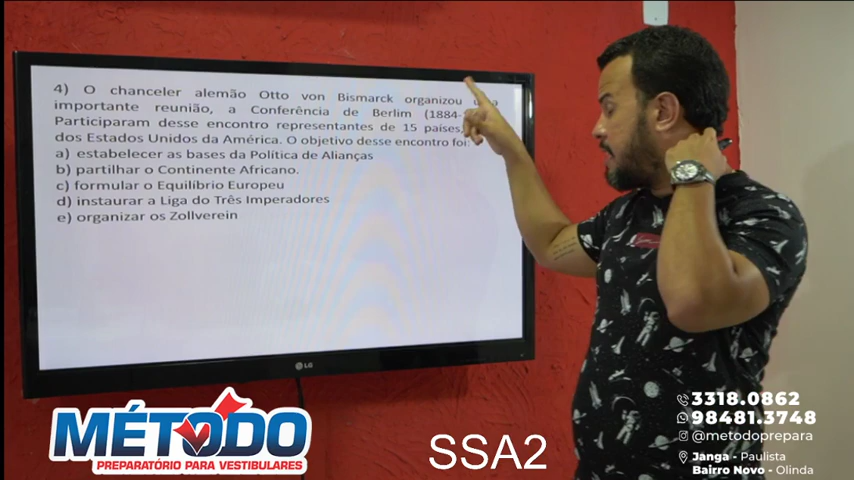 4) O chanceler alemão Otto von Bismarck organizou
importante reunião, a Conferência de Berlim (1884-
Participaram desse encontro representantes de 15 países,
dos Estados Unidos da América. O objetivo desse encontro foi:
a) estabelecer as bases da Política de Alianças
b) partilhar o Continente Africano.
c) formular o Equilíbrio Europeu
d) instaurar a Liga do Três Imperadores
e) organizar os Zollverein
LG
MÉTODO
PREPARATÓRIO PARA VESTIBULARES
SSA2
3318.0862
98481.3748
@metodoprepara
Janga - Paulista
Bairro Novo - Olinda